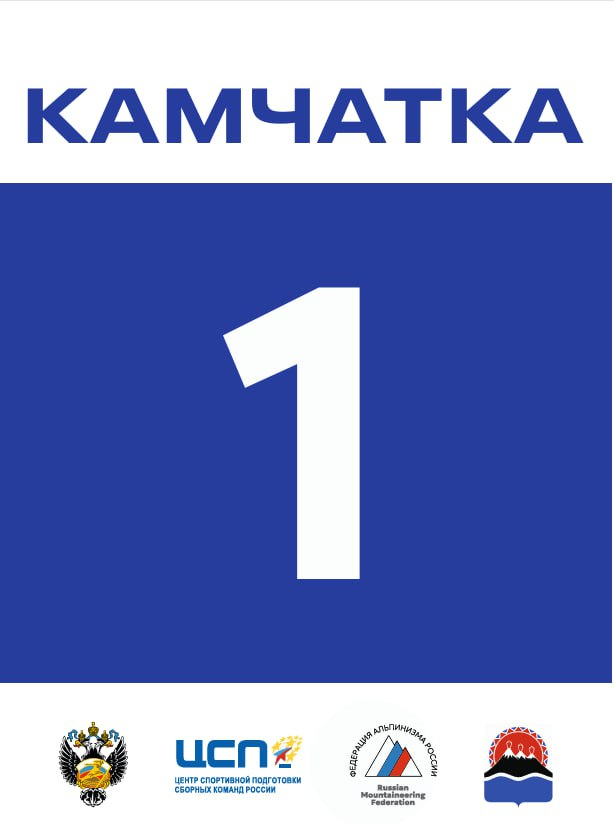 КАМЧАТКА
1
ЦСП
ЦЕНТР СПОРТИВНОЙ ПОДГОТОВКИ
СБОРНЫХ КОМАНД РОССИИ
ФЕДЕРАЦИЯ АЛЬПИНИЗМА РОССИИ
Russian
Mountaineering
Federation